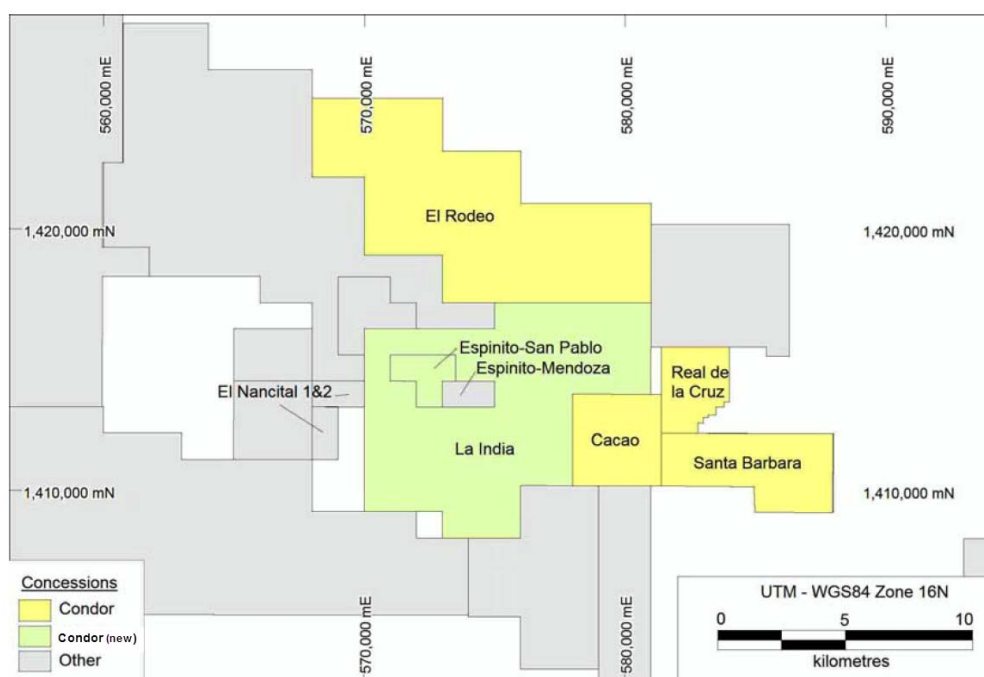 560,000 mE
570,000 mE
580,000 mE
590,000 mE
El Rodeo
1,420,000 mN
1,420,000 mN
Espinito-San Pablo
Espinito-Mendoza
El Nancital 1&2
Real de
la Cruz
La India
Cacao
Santa Barbara
1,410,000 mN
1,410,000 mN
570,000 mE
580,000 mE
Concessions
Condor
Condor (new)
Other
UTM - WGS84 Zone 16N
0 5 10
kilometres